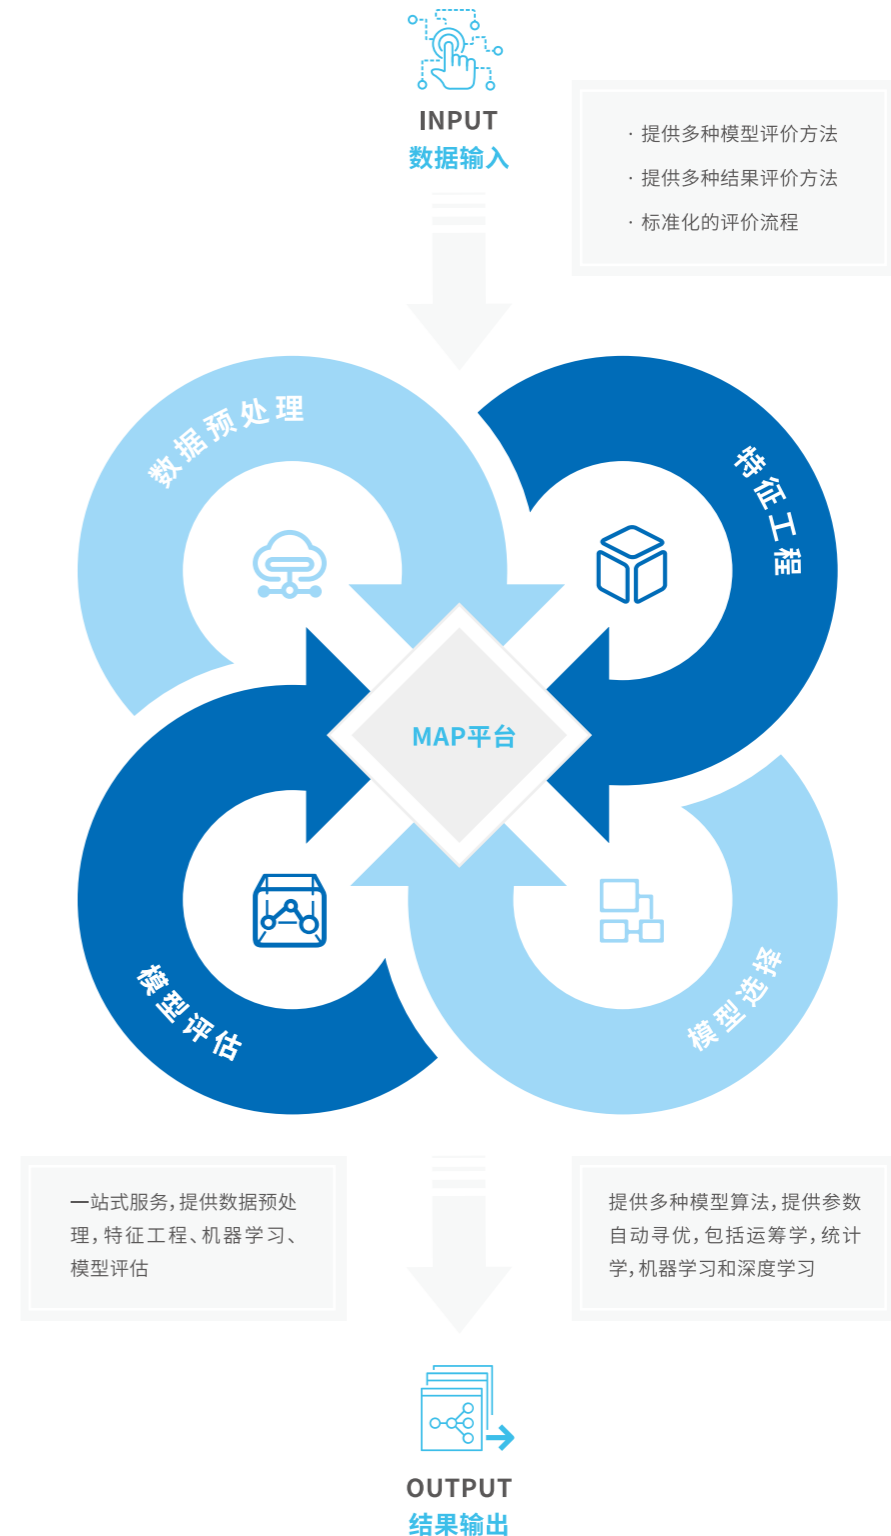 INPUT
数据输入
· 提供多种模型评价方法
· 提供多种结果评价方法
· 标准化的评价流程
数据预处理
特征工程
MAP平台
模型评估
模型选择
一站式服务，提供数据预处
理，特征工程、机器学习、
模型评估
提供多种模型算法，提供参数
自动寻优，包括运筹学，统计
学，机器学习和深度学习
OUTPUT
结果输出